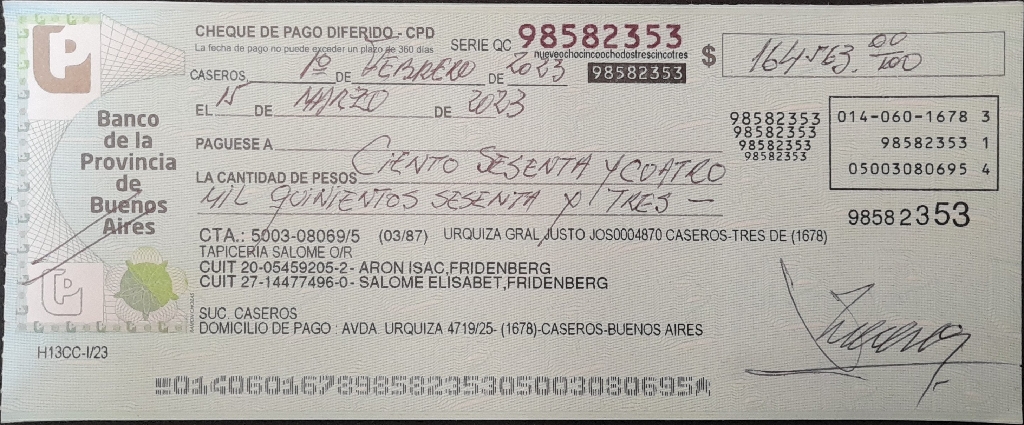 CHEQUE DE PAGO DIFERIDO - CPD
La fecha de pago no puede exceder un plazo de 360 días
SERIE QC 98582353
nueveochocincoochodostrescincotres
98582353
$ 164.563.00/100
CASEROS, 1º DE FEBRERO DE 2023
EL 15 DE MARZO DE 2023
Banco
de la
Provincia
de
Buenos
Aires
PAGUESE A
LA CANTIDAD DE PESOS CIENTO SESENTA Y CUATRO
MIL QUINIENTOS SESENTA Y TRES —
98582353
98582353
98582353
98582353
014-060-1678 3
98582353 1
05003080695 4
98582353
CTA.: 5003-08069/5 (03/87) URQUIZA GRAL JUSTO JOS0004870 CASEROS-TRES DE (1678)
TAPICERÍA SALOME O/R
CUIT 20-05459205-2- ARON ISAC,FRIDENBERG
CUIT 27-14477496-0- SALOME ELISABET,FRIDENBERG
SUC. CASEROS
DOMICILIO DE PAGO : AVDA. URQUIZA 4719/25- (1678)-CASEROS-BUENOS AIRES
H13CC-I/23
014060167898582353050030806954